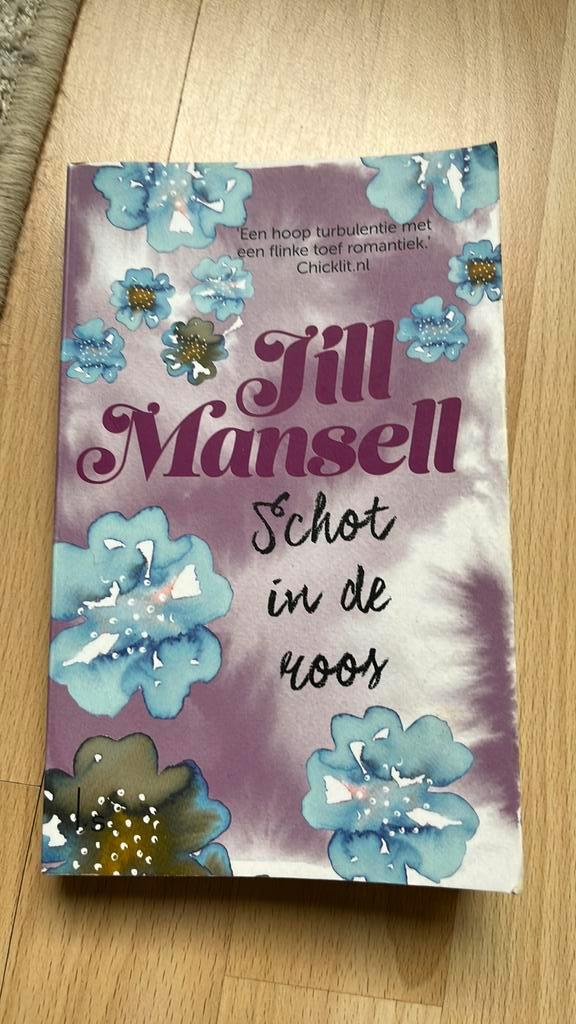 'Een hoop turbulentie met
een flinke toef romantiek.'
Chicklit.nl
Jill
Mansell
Schot
in de
roos